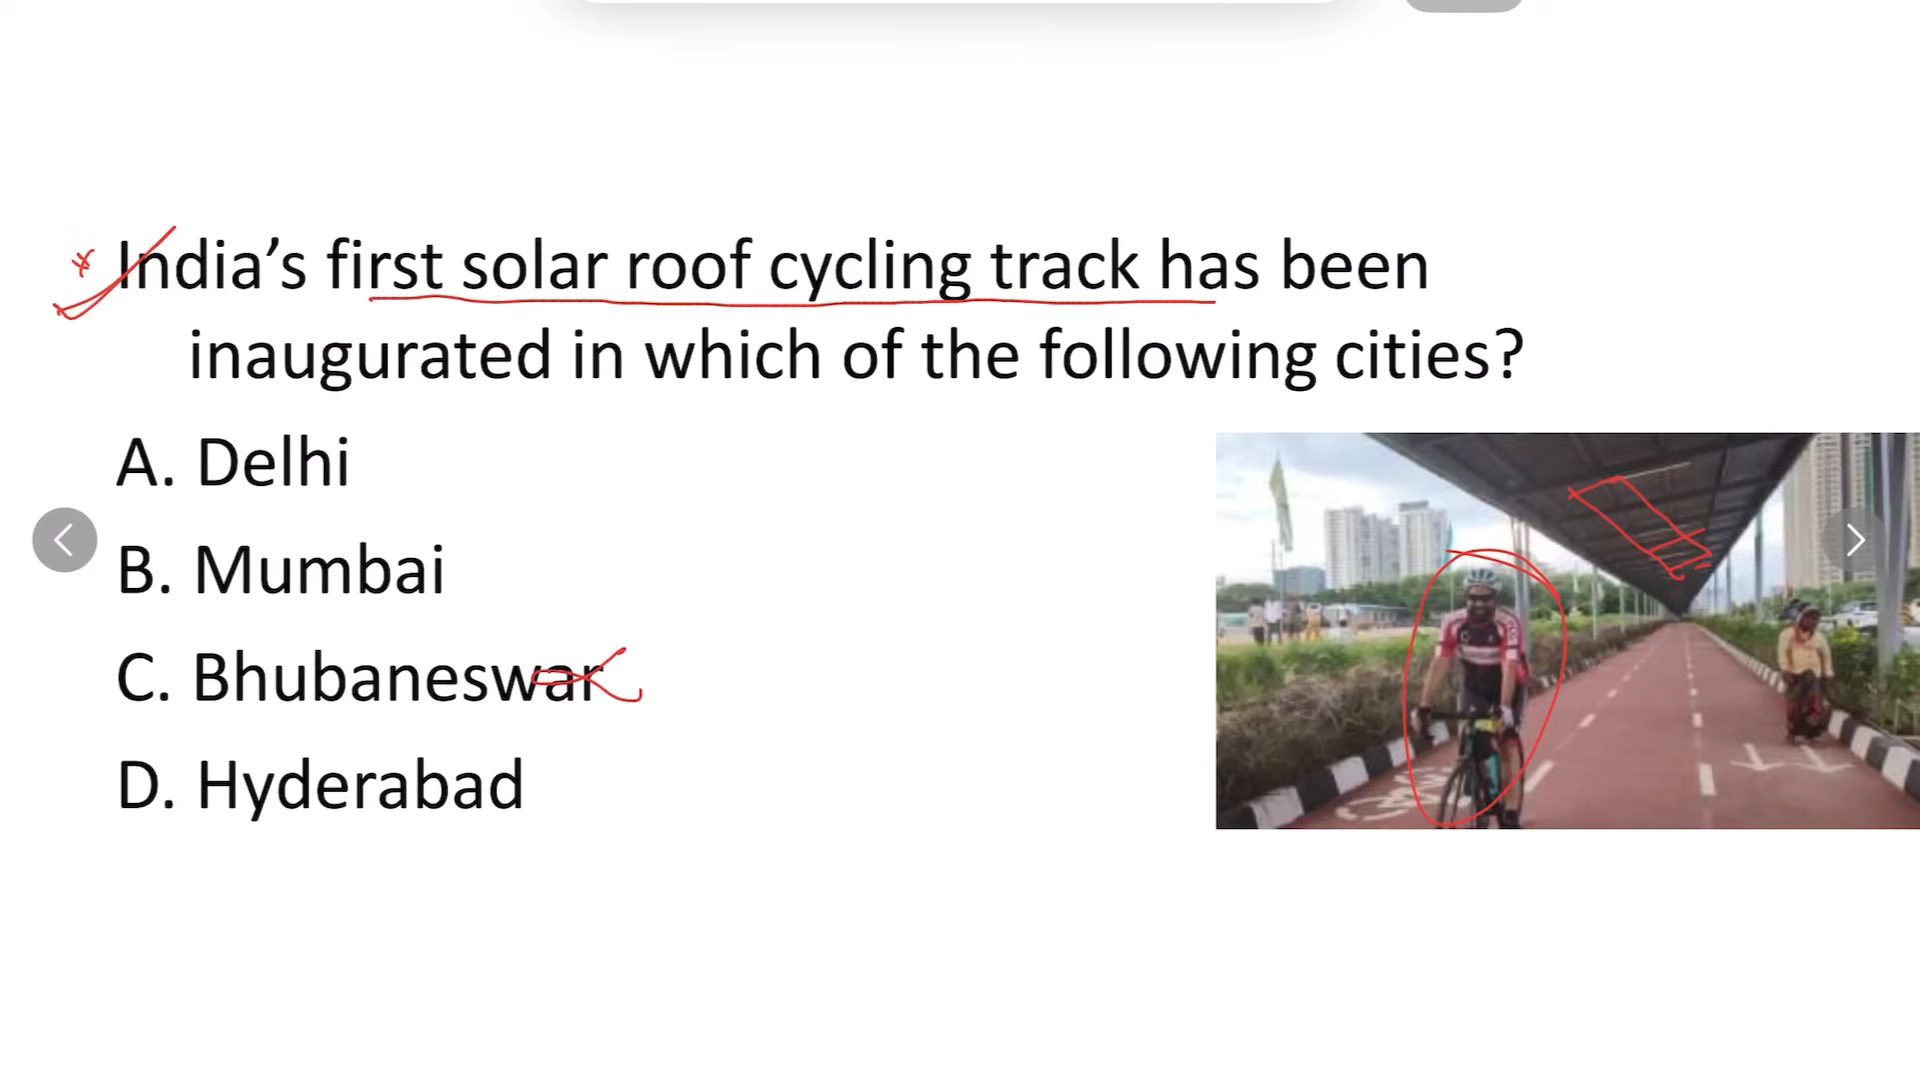 India’s first solar roof cycling track has been
inaugurated in which of the following cities?
A. Delhi
B. Mumbai
C. Bhubaneswar
D. Hyderabad